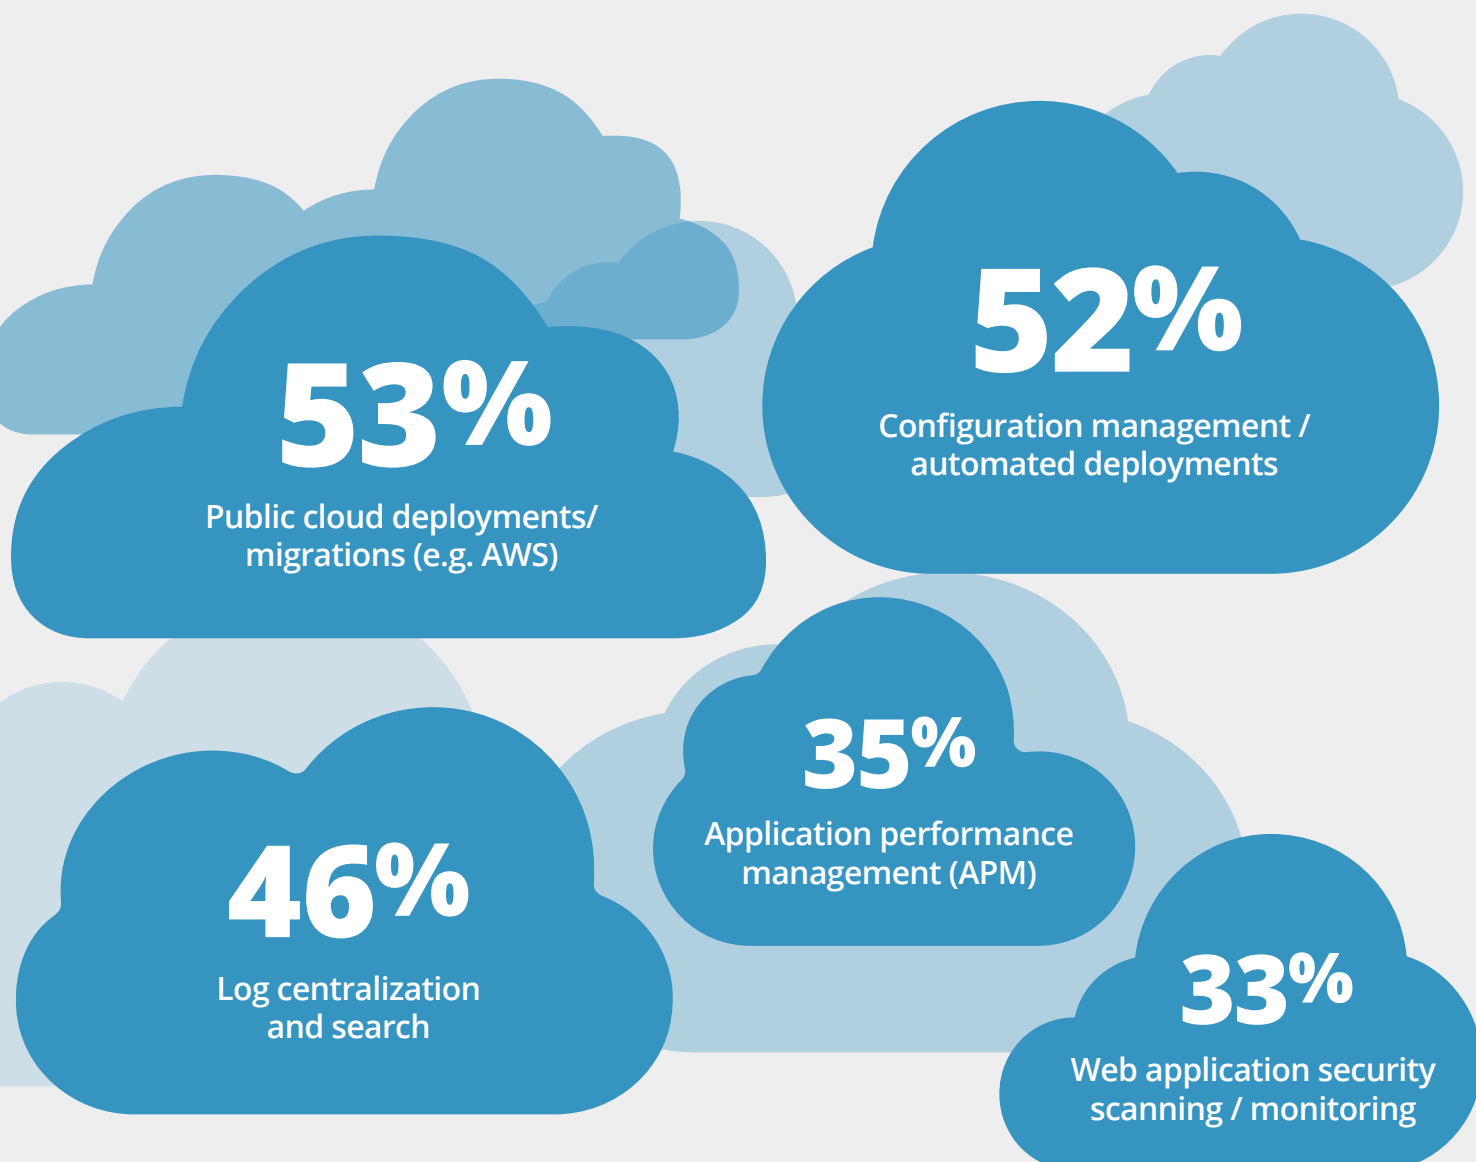 53%
Public cloud deployments/
migrations (e.g. AWS)
52%
Configuration management /
automated deployments
46%
Log centralization
and search
35%
Application performance
management (APM)
33%
Web application security
scanning / monitoring